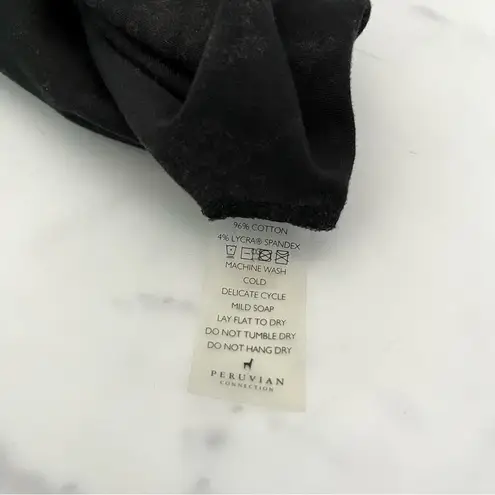 96% COTTON
4% LYCRA® SPANDEX
MACHINE WASH
COLD
DELICATE CYCLE
MILD SOAP
LAY FLAT TO DRY
DO NOT TUMBLE DRY
DO NOT HANG DRY
PERUVIAN
CONNECTION